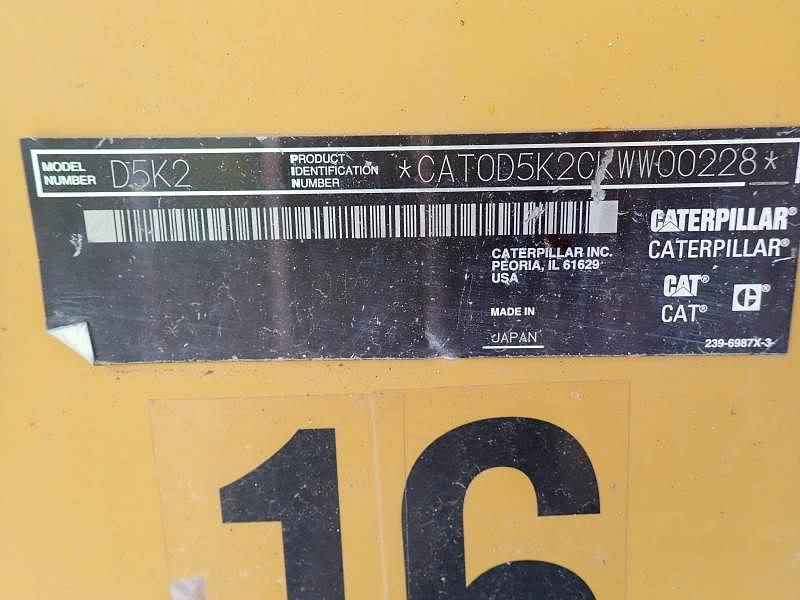 MODEL NUMBER D5K2
PRODUCT IDENTIFICATION NUMBER *CAT0D5K2CKWW00228*
CATERPILLAR®
CATERPILLAR®
CATERPILLAR INC.
PEORIA, IL 61629
USA
CAT® C®
CAT®
MADE IN
JAPAN
239-6987X-3
16